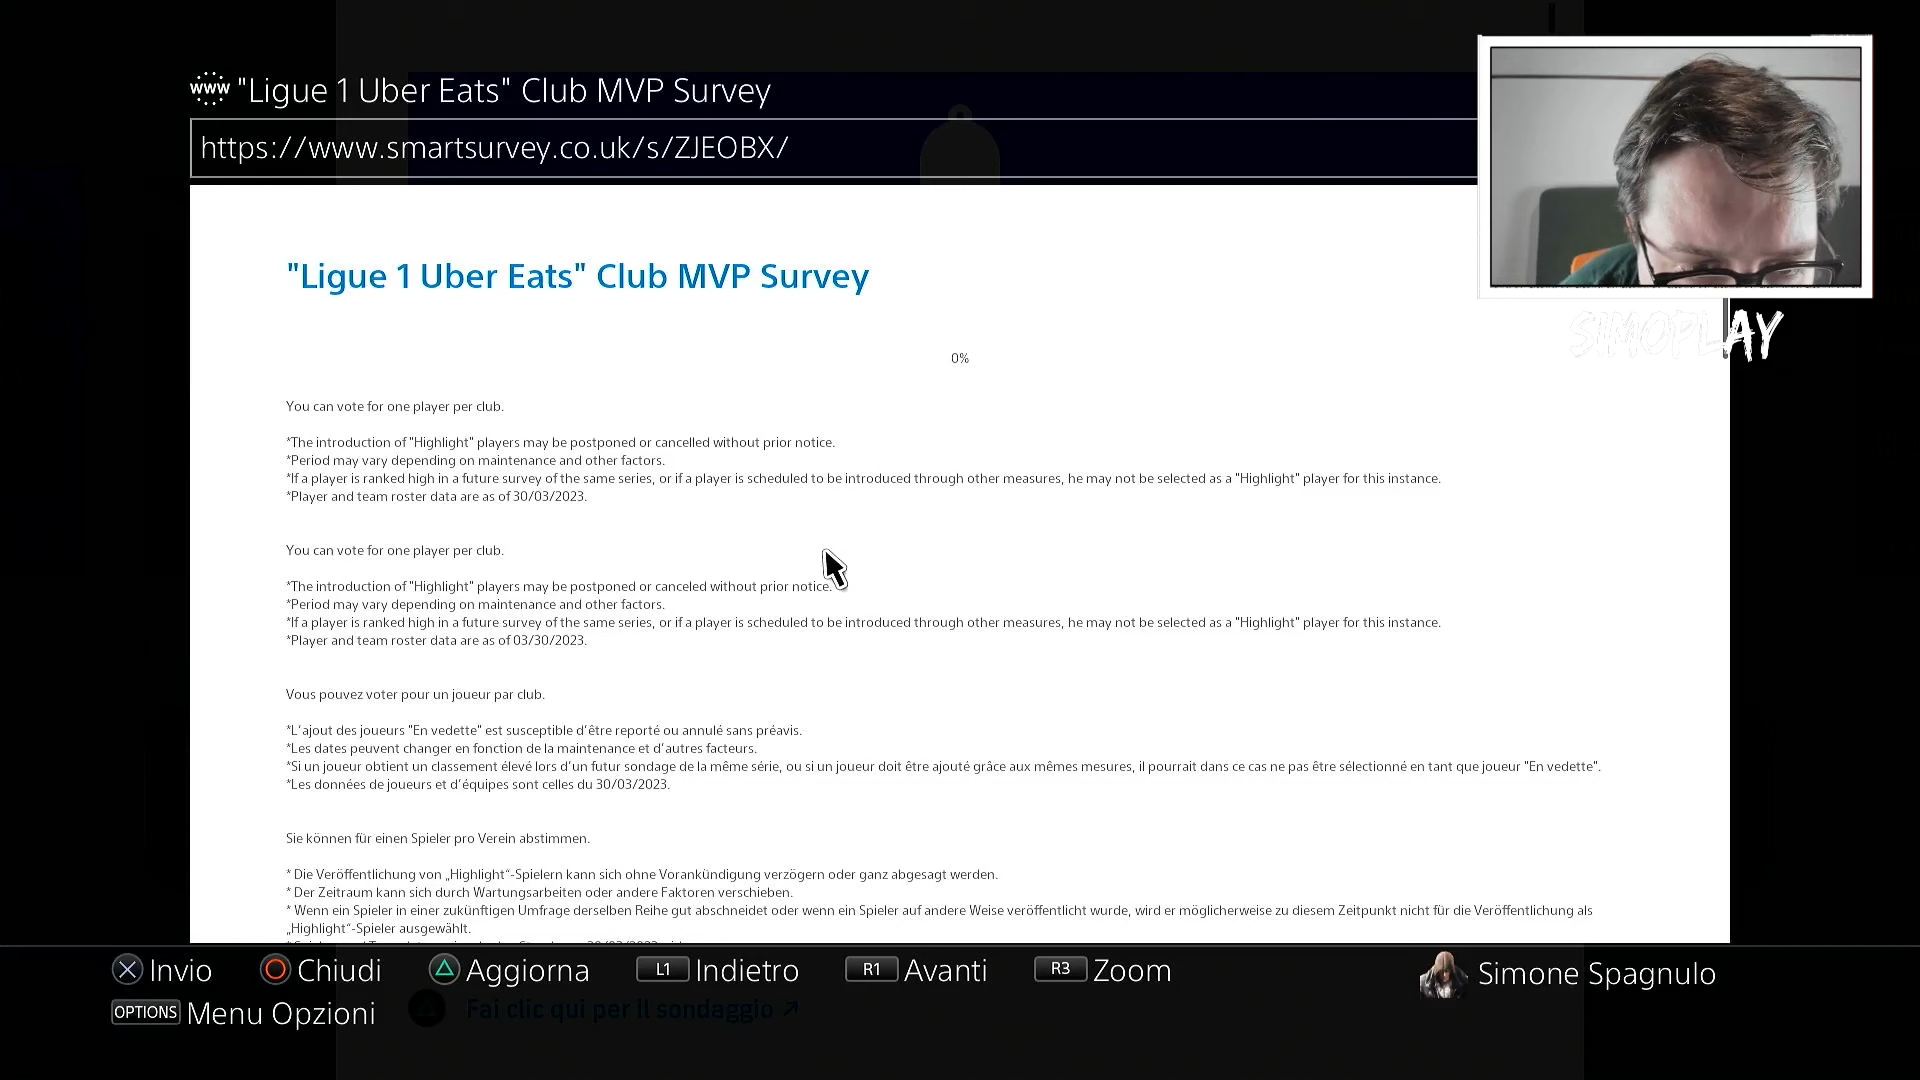 WWW "Ligue 1 Uber Eats" Club MVP Survey
https://www.smartsurvey.co.uk/s/ZJEOBX/
"Ligue 1 Uber Eats" Club MVP Survey
SIMOPLAY
0%
You can vote for one player per club.
*The introduction of "Highlight" players may be postponed or cancelled without prior notice.
*Period may vary depending on maintenance and other factors.
*If a player is ranked high in a future survey of the same series, or if a player is scheduled to be introduced through other measures, he may not be selected as a "Highlight" player for this instance.
*Player and team roster data are as of 30/03/2023.
You can vote for one player per club.
*The introduction of "Highlight" players may be postponed or canceled without prior notice.
*Period may vary depending on maintenance and other factors.
*If a player is ranked high in a future survey of the same series, or if a player is scheduled to be introduced through other measures, he may not be selected as a "Highlight" player for this instance.
*Player and team roster data are as of 03/30/2023.
Vous pouvez voter pour un joueur par club.
*L'ajout des joueurs "En vedette" est susceptible d'être reporté ou annulé sans préavis.
*Les dates peuvent changer en fonction de la maintenance et d'autres facteurs.
*Si un joueur obtient un classement élevé lors d'un futur sondage de la même série, ou si un joueur doit être ajouté grâce aux mêmes mesures, il pourrait dans ce cas ne pas être sélectionné en tant que joueur "En vedette".
*Les données de joueurs et d'équipes sont celles du 30/03/2023.
Sie können für einen Spieler pro Verein abstimmen.
* Die Veröffentlichung von „Highlight“-Spielern kann sich ohne Vorankündigung verzögern oder ganz abgesagt werden.
* Der Zeitraum kann sich durch Wartungsarbeiten oder andere Faktoren verschieben.
* Wenn ein Spieler in einer zukünftigen Umfrage derselben Reihe gut abschneidet oder wenn ein Spieler auf andere Weise veröffentlicht wurde, wird er möglicherweise zu diesem Zeitpunkt nicht für die Veröffentlichung als
„Highlight“-Spieler ausgewählt.
Invio Chiudi Aggiorna L1 Indietro R1 Avanti R3 Zoom Simone Spagnulo
OPTIONS Menu Opzioni Fai clic qui per il sondaggio